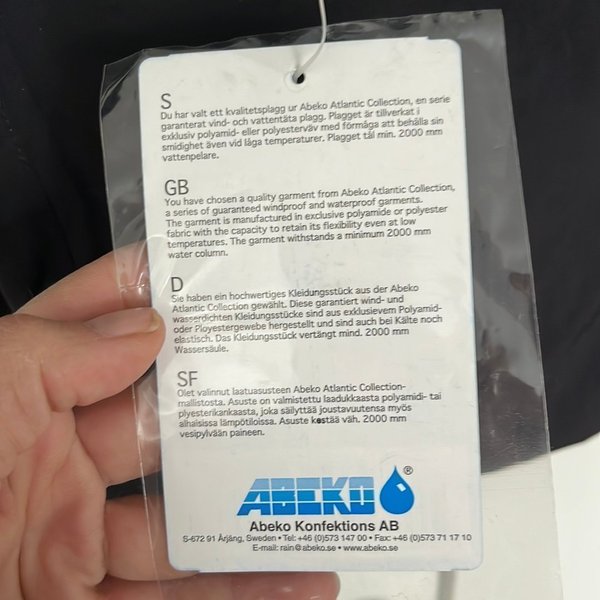 S
Du har valt ett kvalitetsplagg ur Abeko Atlantic Collection, en serie
garanterat vind- och vattentäta plagg. Plagget är tillverkat i
exklusiv polyamid- eller polyesterväv med förmåga att behålla sin
smidighet även vid låga temperaturer. Plagget tål min. 2000 mm
vattenpelare.
GB
You have chosen a quality garment from Abeko Atlantic Collection,
a series of guaranteed windproof and waterproof garments.
The garment is manufactured in exclusive polyamide or polyester
fabric with the capacity to retain its flexibility even at low
temperatures. The garment withstands a minimum 2000 mm
water column.
D
Sie haben ein hochwertiges Kleidungsstück aus der Abeko
Atlantic Collection gewählt. Diese garantiert wind- und
wasserdichten Kleidungsstücke sind aus exklusievem Polyamid-
oder Ployestergewebe hergestellt und sind auch bei Kälte noch
elastisch. Das Kleidungsstück vertängt mind. 2000 mm
Wassersäule.
SF
Olet valinnut laatuasusteen Abeko Atlantic Collection-
mallistosta. Asuste on valmistettu laadukkaasta polyamidi- tai
plyesterikankaasta, joka säilyttää joustavuutensa myös
alhaisissa lämpötiloissa. Asuste kestää väh. 2000 mm
vesipylvään paineen.
ABEKO ®
Abeko Konfektions AB
S-672 91 Årjäng, Sweden • Tel: +46 (0)573 147 00 • Fax: +46 (0)573 71 17 10
E-mail: rain@abeko.se • www.abeko.se